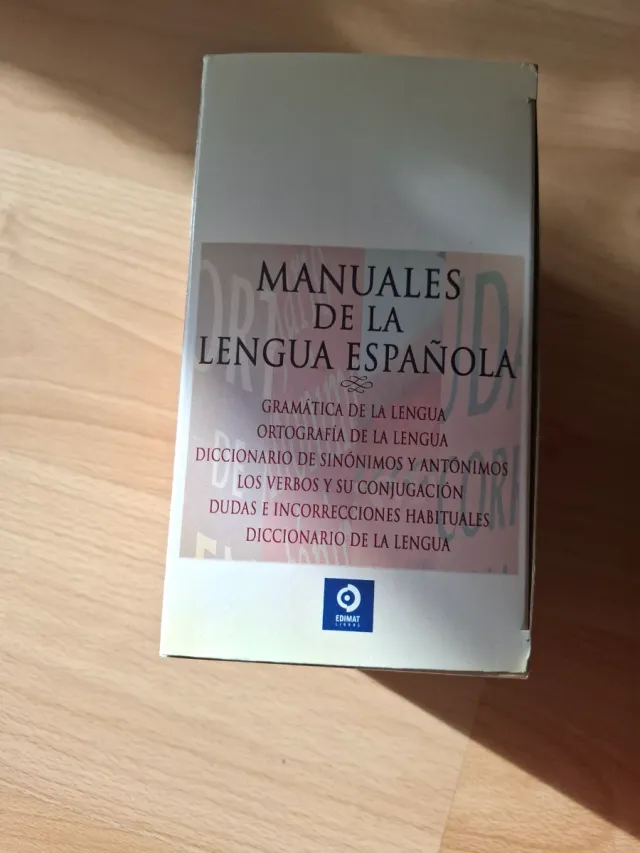 MANUALES
DE LA
LENGUA ESPAÑOLA
GRAMÁTICA DE LA LENGUA
ORTOGRAFÍA DE LA LENGUA
DICCIONARIO DE SINÓNIMOS Y ANTÓNIMOS
LOS VERBOS Y SU CONJUGACIÓN
DUDAS E INCORRECCIONES HABITUALES
DICCIONARIO DE LA LENGUA
EDIMAT
LIBROS